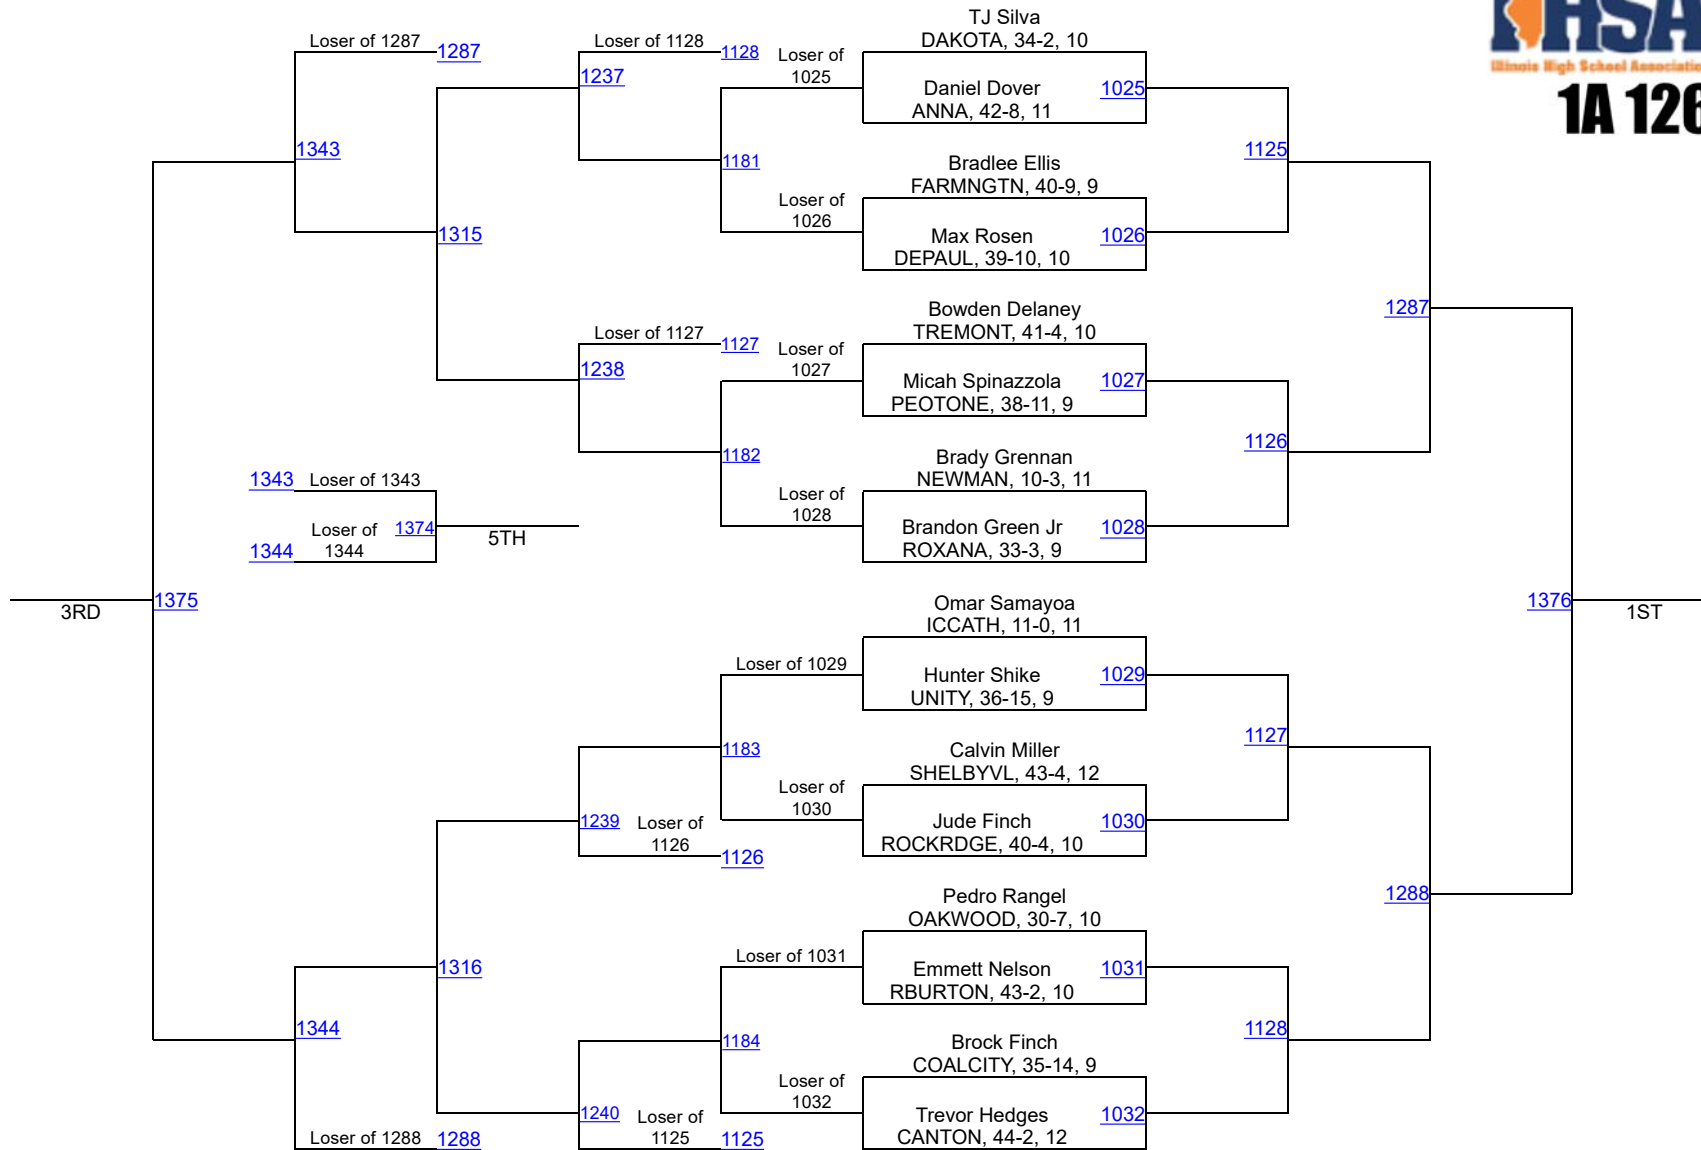 TJ Silva
DAKOTA, 34-2, 10
Loser of 1287
1287
Loser of 1128
1128
Loser of
1025
1237
Daniel Dover
ANNA, 42-8, 11
1025
HSA
Illinois High School Associatio
1A 126
1343
1181
Bradlee Ellis
FARMNGTN, 40-9, 9
1125
Loser of
1026
1315
Max Rosen
DEPAUL, 39-10, 10
1026
Bowden Delaney
TREMONT, 41-4, 10
1287
Loser of 1127
1127
Loser of
1027
1238
Micah Spinazzola
PEOTONE, 38-11, 9
1027
1182
Brady Grennan
NEWMAN, 10-3, 11
1126
1343
Loser of 1343
Loser of
1028
Brandon Green Jr
ROXANA, 33-3, 9
1028
1344
Loser of
1344
1374
5TH
3RD
1375
Omar Samayoa
ICCATH, 11-0, 11
1376
1ST
Loser of 1029
Hunter Shike
UNITY, 36-15, 9
1029
1183
Calvin Miller
SHELBYVL, 43-4, 12
1127
Loser of
1030
1239
Loser of
1126
1126
Jude Finch
ROCKRDGE, 40-4, 10
1030
Pedro Rangel
OAKWOOD, 30-7, 10
1288
Loser of 1031
1316
Emmett Nelson
RBURTON, 43-2, 10
1031
1344
1184
Brock Finch
COALCITY, 35-14, 9
1128
Loser of
1032
1240
Loser of
1125
1125
Trevor Hedges
CANTON, 44-2, 12
1032
Loser of 1288
1288